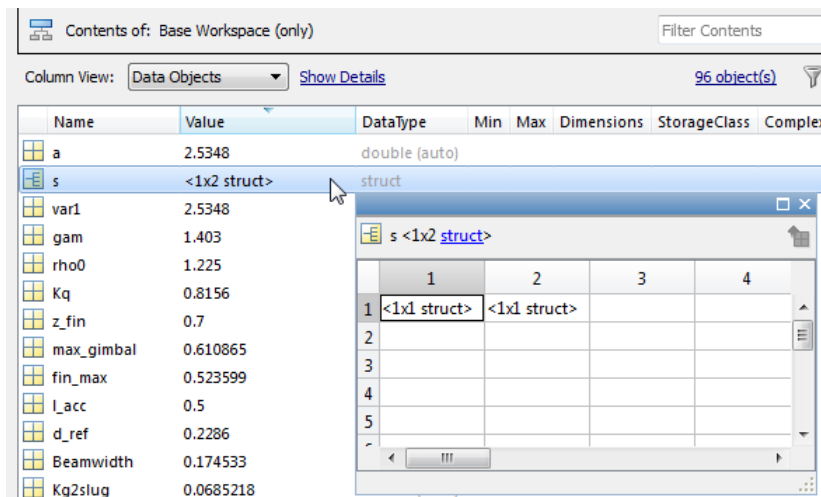 Contents of: Base Workspace (only) Filter Contents
Column View: Data Objects Show Details 96 object(s)
Name Value DataType Min Max Dimensions StorageClass Complex
a 2.5348 double (auto)
s <1x2 struct> struct
var1 2.5348
gam 1.403
rho0 1.225
Kq 0.8156
z_fin 0.7
max_gimbal 0.610865
fin_max 0.523599
l_acc 0.5
d_ref 0.2286
Beamwidth 0.174533
Kg2slug 0.0685218
s <1x2 struct>
1 2 3 4
1 <1x1 struct> <1x1 struct>
2
3
4
5